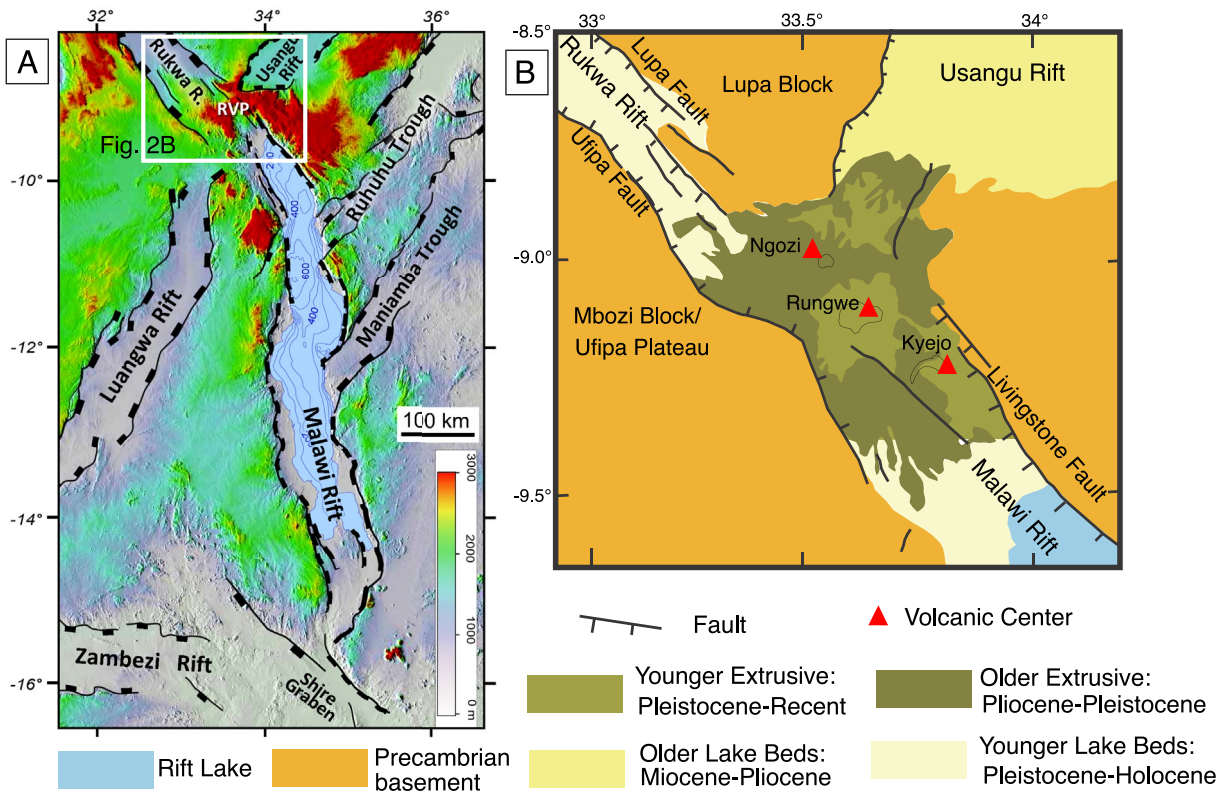 A
32°
34°
36°
-10°
-12°
-14°
-16°
Rukwa R.
Usangu
Rift
RVP
Fig. 2B
Ruhuhu Trough
Maniamba Trough
Luangwa Rift
Malawi Rift
400
600
400
100 km
3000
2000
1000
0 m
Zambezi Rift
Shire
Graben
B
33°
33.5°
34°
-8.5°
-9.0°
-9.5°
Rukwa Rift
Lupa Fault
Ufipa Fault
Lupa Block
Usangu Rift
Ngozi
Rungwe
Kyejo
Mbozi Block/
Ufipa Plateau
Livingstone Fault
Malawi Rift
Fault
Volcanic Center
Younger Extrusive:
Pleistocene-Recent
Older Extrusive:
Pliocene-Pleistocene
Rift Lake
Precambrian
basement
Older Lake Beds:
Miocene-Pliocene
Younger Lake Beds:
Pleistocene-Holocene